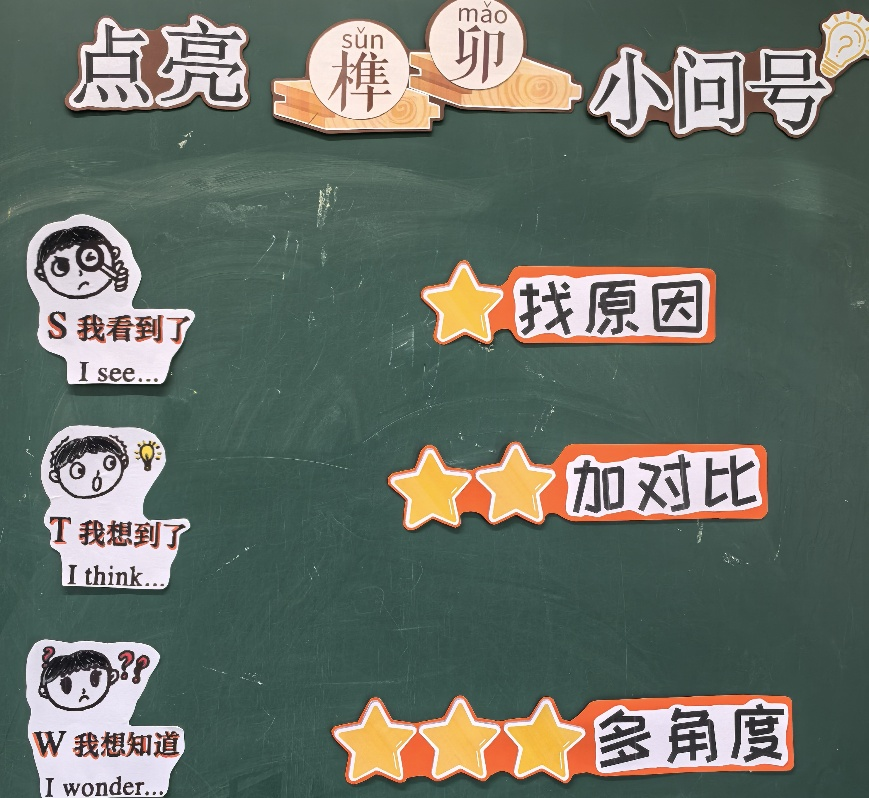 点亮 sǔn 榫 mǎo 卯 小问号
?
S 我看到了
I see...
找原因
T 我想到了
I think...
加对比
? ??
W 我想知道
I wonder...
多角度